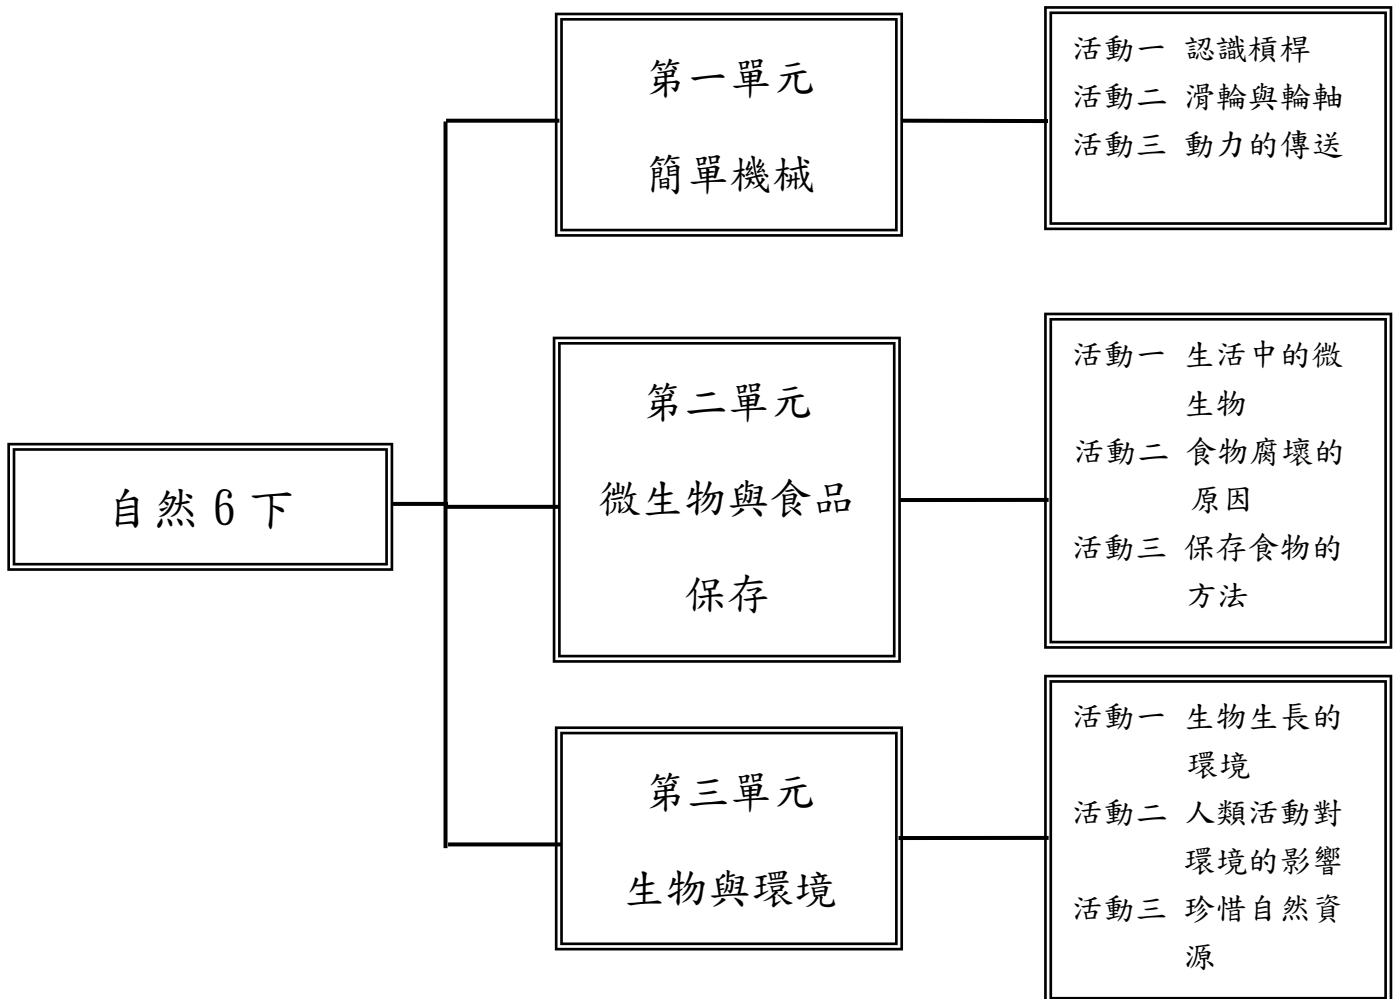 自然 6 下
第一單元
簡單機械
活動一 認識槓桿
活動二 滑輪與輪軸
活動三 動力的傳送
第二單元
微生物與食品
保存
活動一 生活中的微
生物
活動二 食物腐壞的
原因
活動三 保存食物的
方法
第三單元
生物與環境
活動一 生物生長的
環境
活動二 人類活動對
環境的影響
活動三 珍惜自然資
源